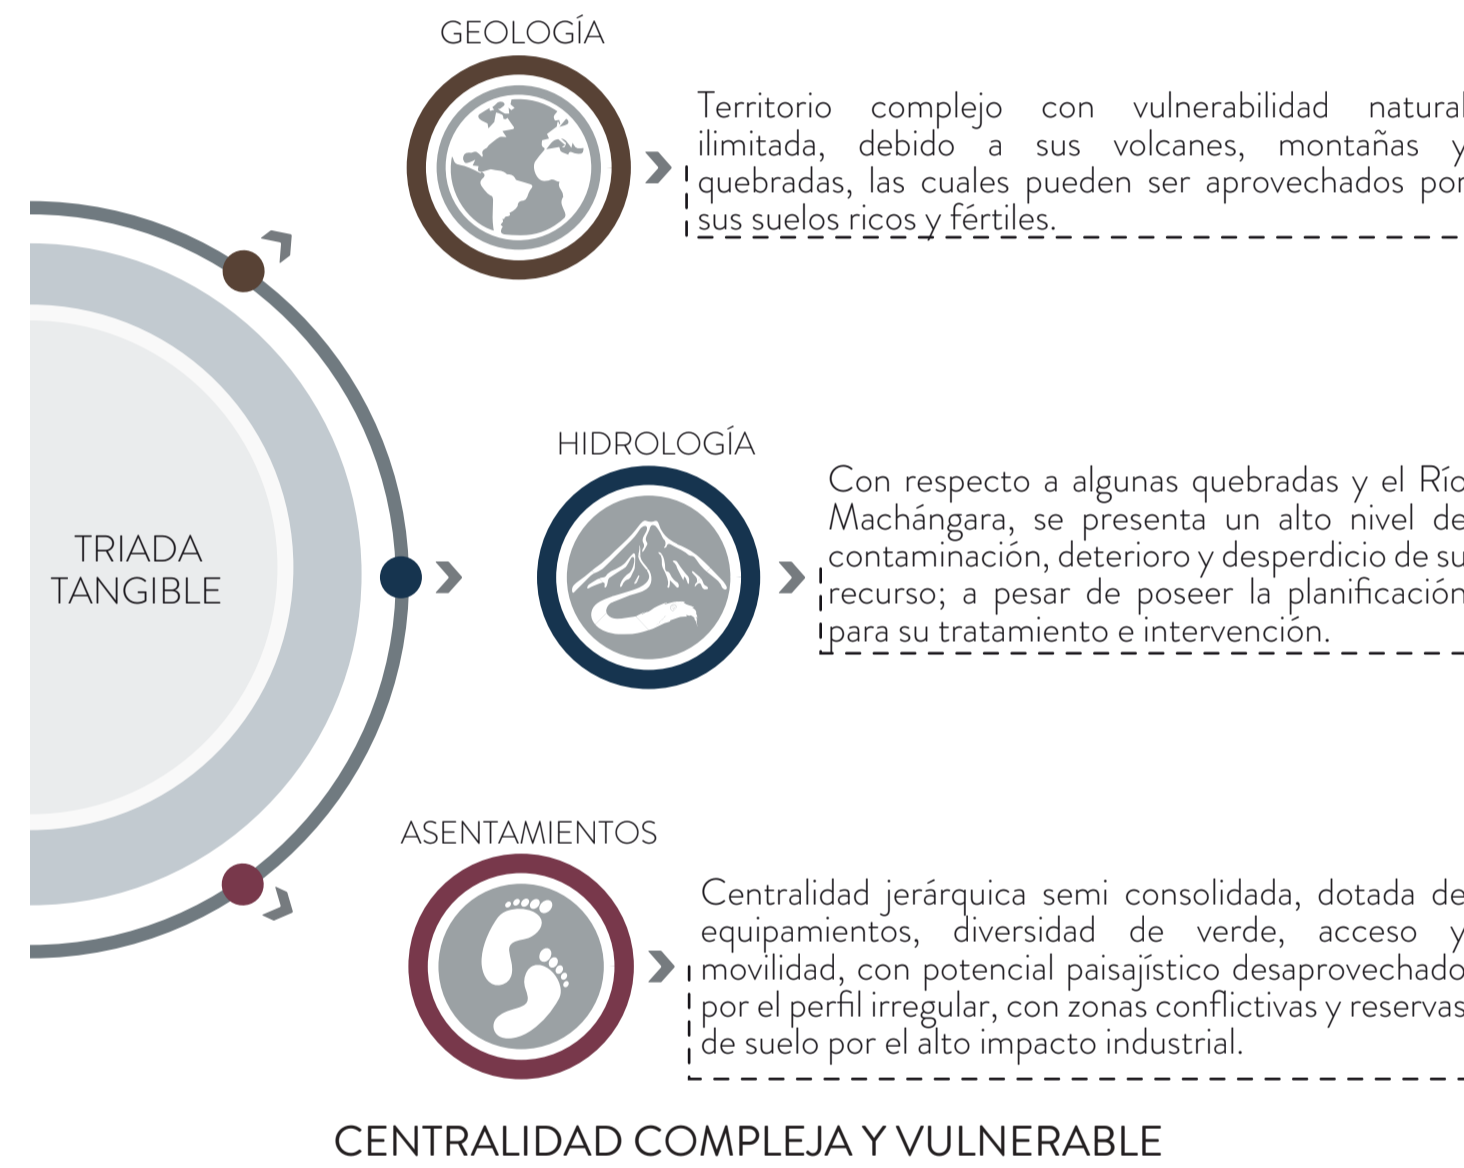 GEOLOGÍA
Territorio complejo con vulnerabilidad natural
ilimitada, debido a sus volcanes, montañas y
quebradas, las cuales pueden ser aprovechados por
sus suelos ricos y fértiles.
TRIADA
TANGIBLE
HIDROLOGÍA
Con respecto a algunas quebradas y el Río
Machángara, se presenta un alto nivel de
contaminación, deterioro y desperdicio de su
recurso; a pesar de poseer la planificación
para su tratamiento e intervención.
ASENTAMIENTOS
Centralidad jerárquica semi consolidada, dotada de
equipamientos, diversidad de verde, acceso y
movilidad, con potencial paisajístico desaprovechado
por el perfil irregular, con zonas conflictivas y reservas
de suelo por el alto impacto industrial.
CENTRALIDAD COMPLEJA Y VULNERABLE